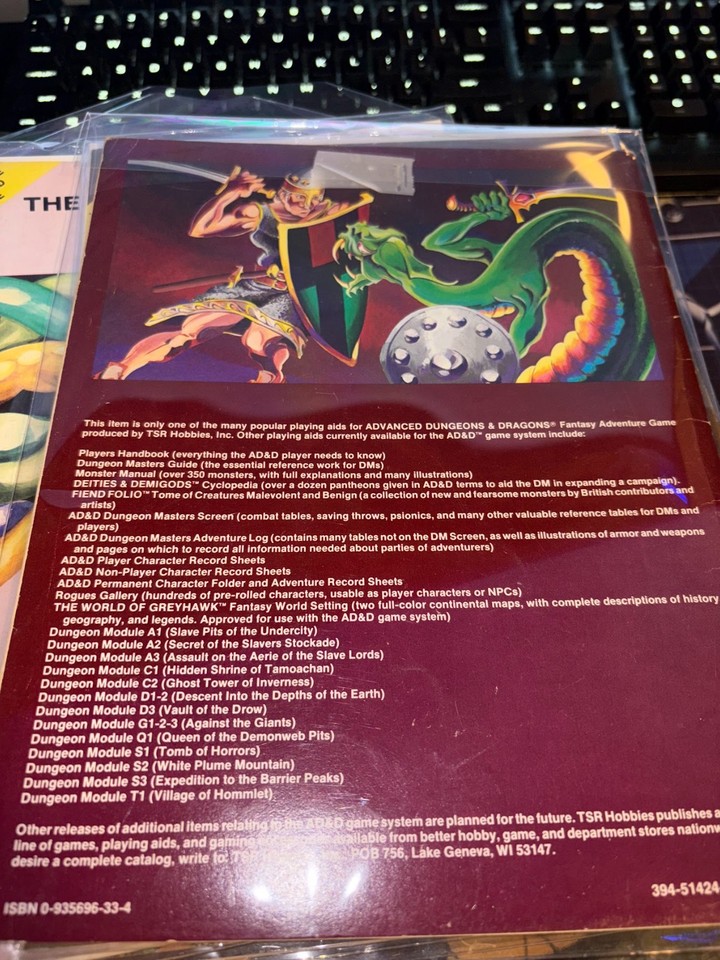 THE
This item is only one of the many popular playing aids for ADVANCED DUNGEONS & DRAGONS® Fantasy Adventure Game
produced by TSR Hobbies, Inc. Other playing aids currently available for the AD&D™ game system include:
Players Handbook (everything the AD&D player needs to know)
Dungeon Masters Guide (the essential reference work for DMs)
Monster Manual (over 350 monsters, with full explanations and many illustrations)
DEITIES & DEMIGODS™ Cyclopedia (over a dozen pantheons given in AD&D terms to aid the DM in expanding a campaign).
FIEND FOLIO™ Tome of Creatures Malevolent and Benign (a collection of new and fearsome monsters by British contributors and
artists)
AD&D Dungeon Masters Screen (combat tables, saving throws, psionics, and many other valuable reference tables for DMs and
players)
AD&D Dungeon Masters Adventure Log (contains many tables not on the DM Screen, as well as illustrations of armor and weapons
and pages on which to record all information needed about parties of adventurers)
AD&D Player Character Record Sheets
AD&D Non-Player Character Record Sheets
AD&D Permanent Character Folder and Adventure Record Sheets
Rogues Gallery (hundreds of pre-rolled characters, usable as player characters or NPCs)
THE WORLD OF GREYHAWK™ Fantasy World Setting (two full-color continental maps, with complete descriptions of history
geography, and legends. Approved for use with the AD&D game system)
Dungeon Module A1 (Slave Pits of the Undercity)
Dungeon Module A2 (Secret of the Slavers Stockade)
Dungeon Module A3 (Assault on the Aerie of the Slave Lords)
Dungeon Module C1 (Hidden Shrine of Tamoachan)
Dungeon Module C2 (Ghost Tower of Inverness)
Dungeon Module D1-2 (Descent Into the Depths of the Earth)
Dungeon Module D3 (Vault of the Drow)
Dungeon Module G1-2-3 (Against the Giants)
Dungeon Module Q1 (Queen of the Demonweb Pits)
Dungeon Module S1 (Tomb of Horrors)
Dungeon Module S2 (White Plume Mountain)
Dungeon Module S3 (Expedition to the Barrier Peaks)
Dungeon Module T1 (Village of Hommlet)
Other releases of additional items relating to the AD&D game system are planned for the future. TSR Hobbies publishes a
line of games, playing aids, and gaming available from better hobby, game, and department stores nationw
desire a complete catalog, write to: TSR POB 756, Lake Geneva, WI 53147.
ISBN 0-935696-33-4
394-51424